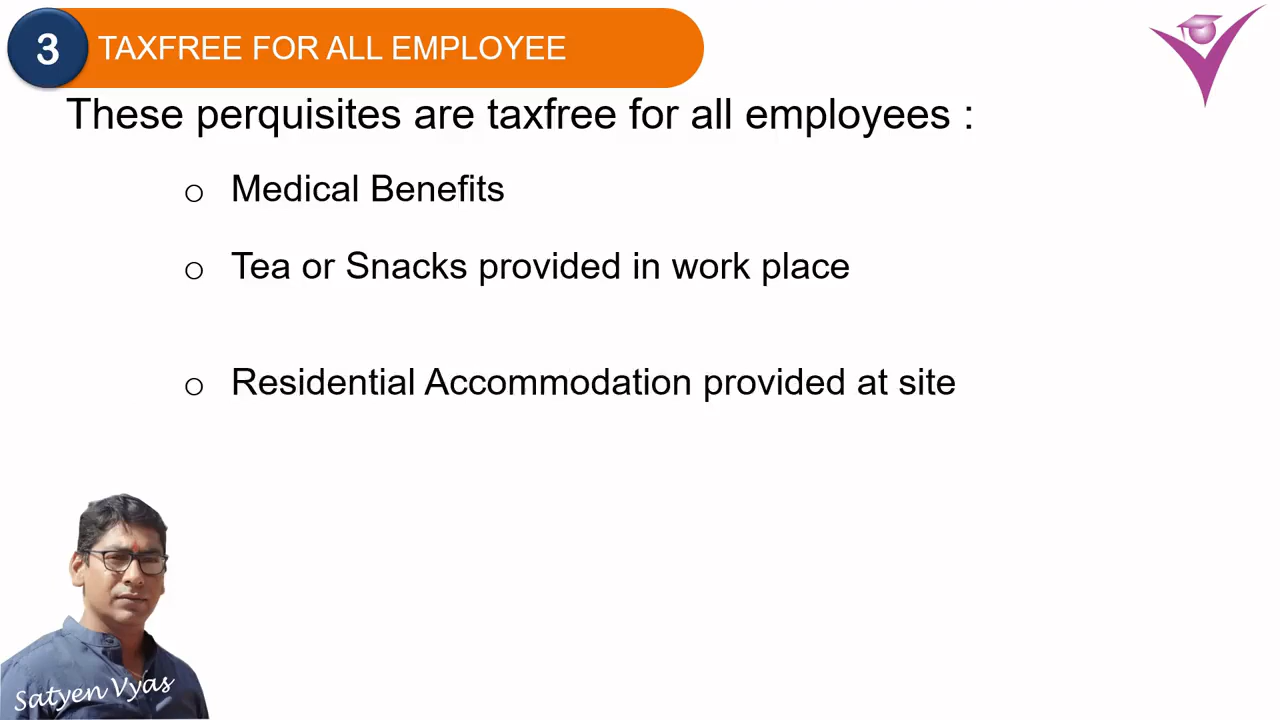 3
TAXFREE FOR ALL EMPLOYEE
These perquisites are taxfree for all employees :
o Medical Benefits
o Tea or Snacks provided in work place
o Residential Accommodation provided at site
Satyen Vyas